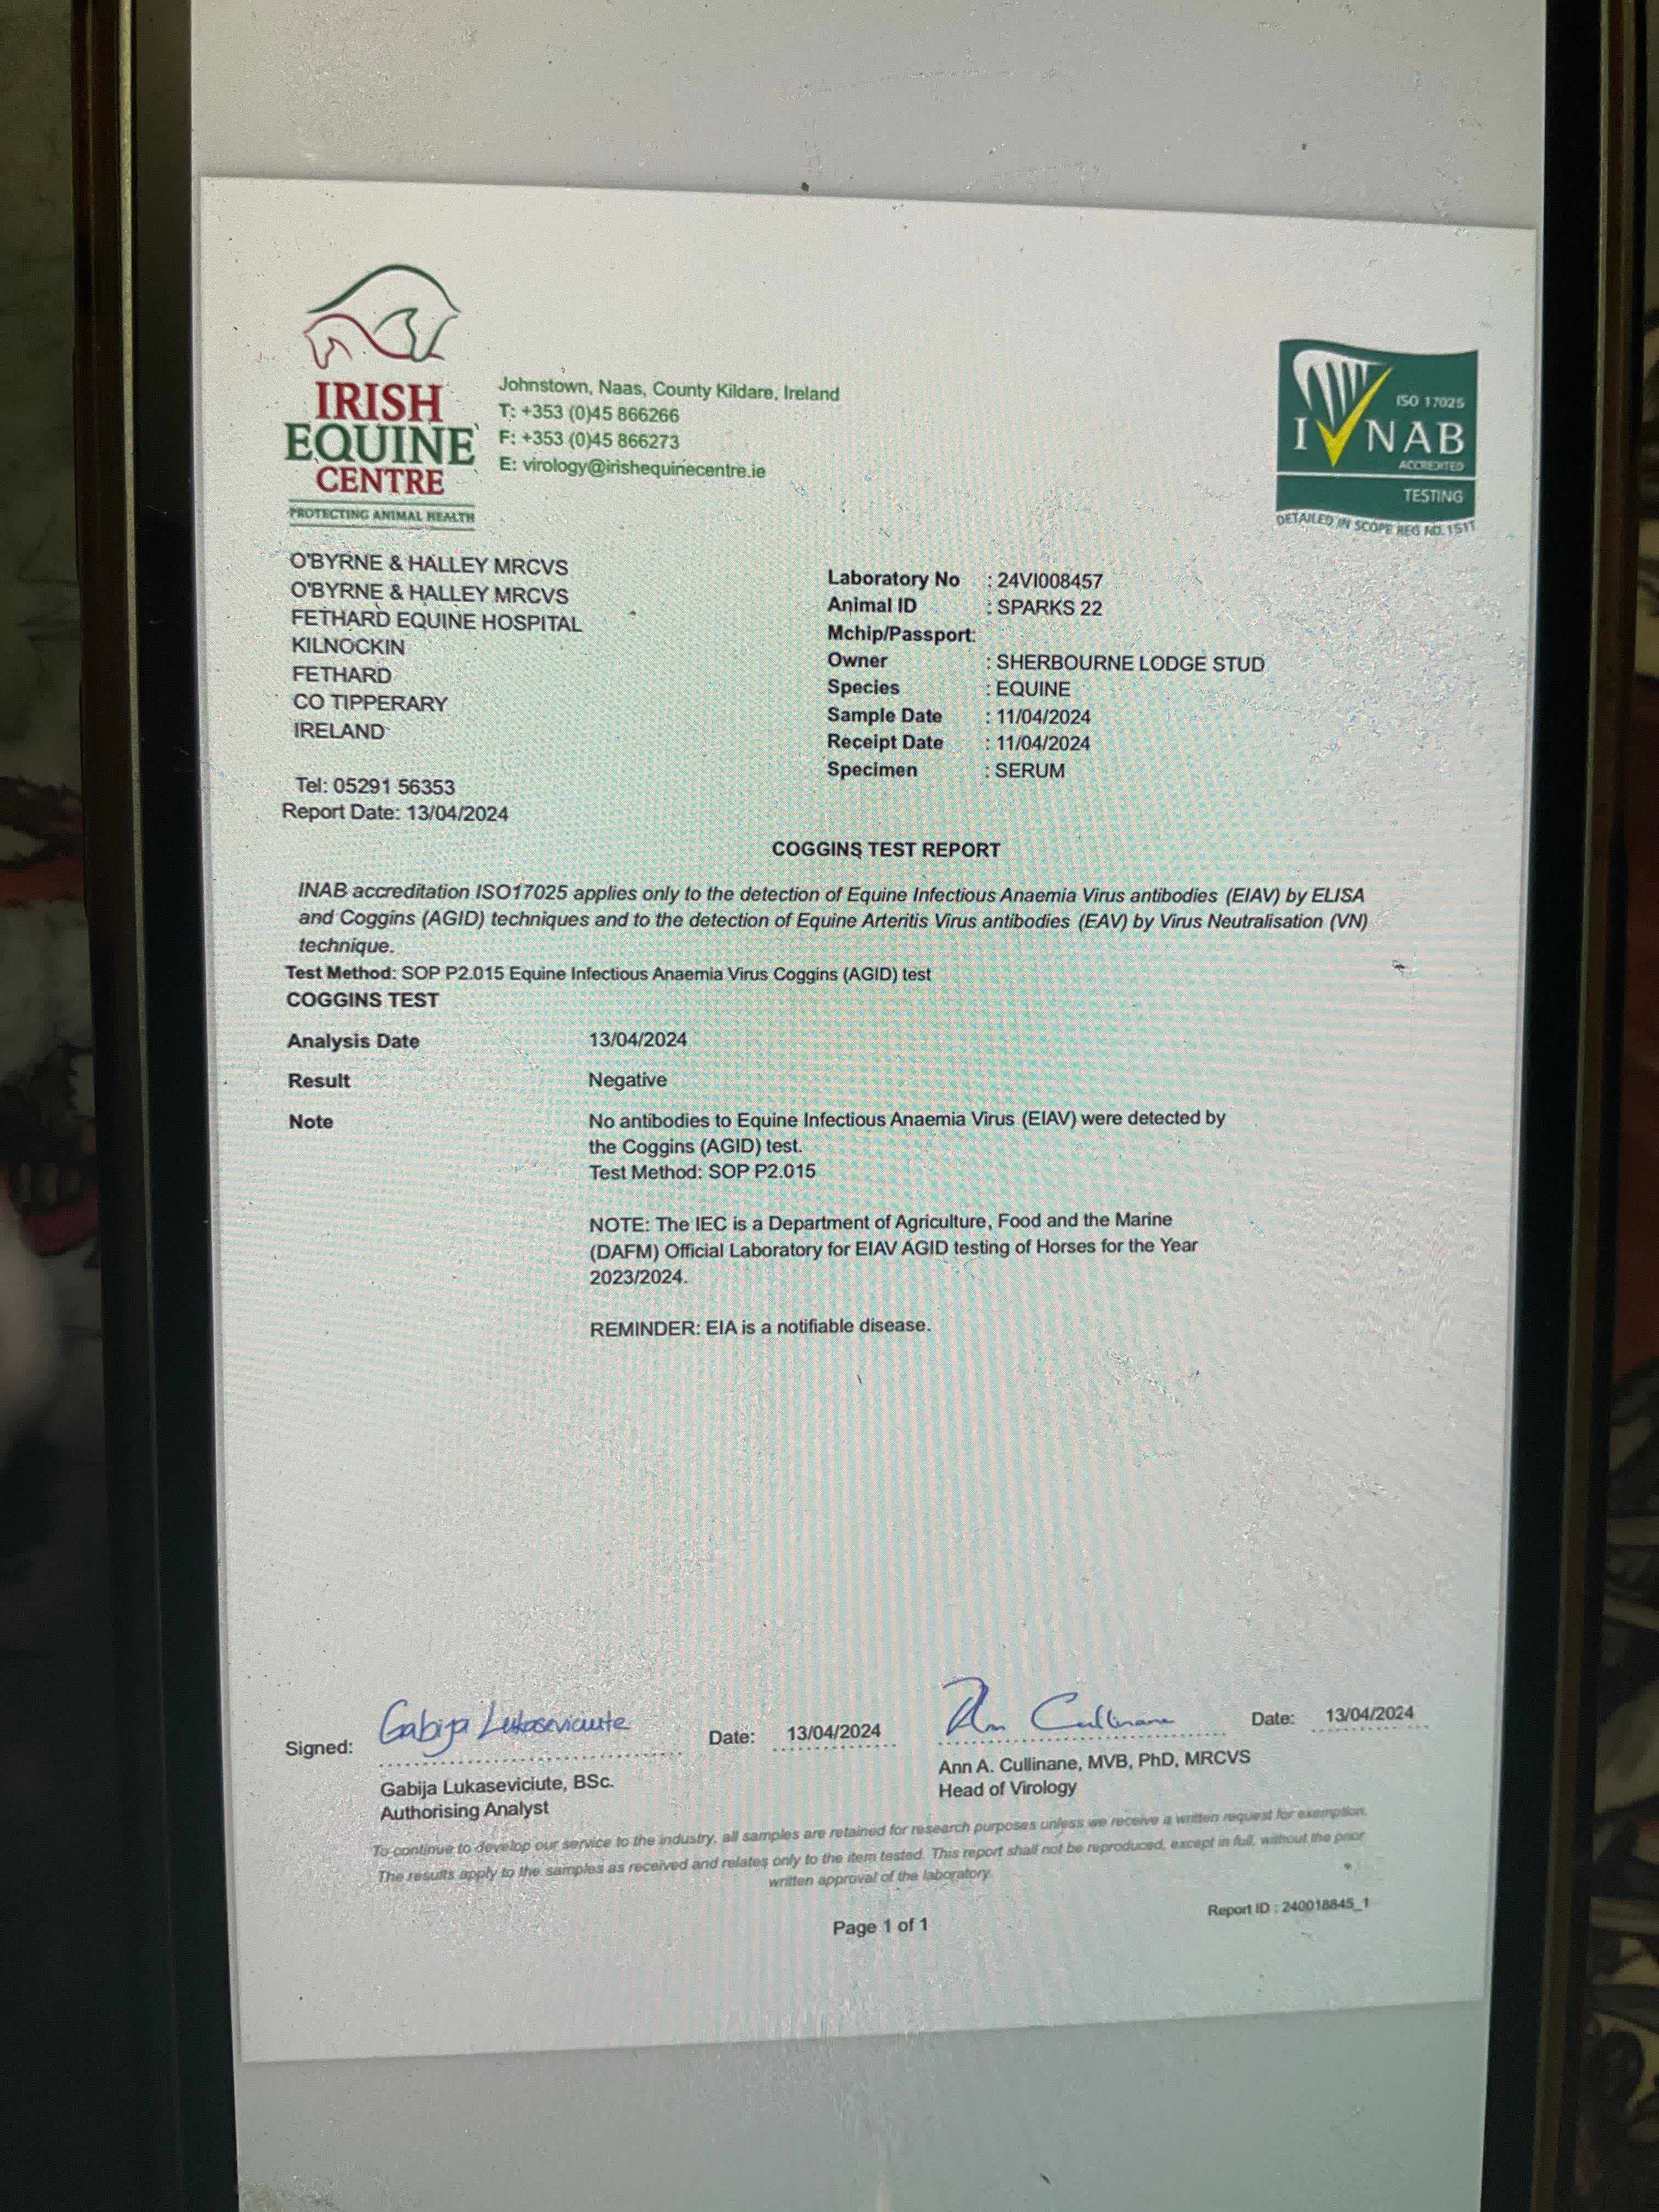 IRISH
EQUINE
CENTRE
PROTECTING ANIMAL HEALTH
Johnstown, Naas, County Kildare, Ireland
T: +353 (0)45 866266
F: +353 (0)45 866273
E: virology@irishequinecentre.ie
ISO 17025
INAB
ACCREDITED
TESTING
DETAILED IN SCOPE REG NO. 151T
O'BYRNE & HALLEY MRCVS
O'BYRNE & HALLEY MRCVS
FETHARD EQUINE HOSPITAL
KILNOCKIN
FETHARD
CO TIPPERARY
IRELAND
Tel: 05291 56353
Report Date: 13/04/2024
Laboratory No : 24VI008457
Animal ID : SPARKS 22
Mchip/Passport:
Owner : SHERBOURNE LODGE STUD
Species : EQUINE
Sample Date : 11/04/2024
Receipt Date : 11/04/2024
Specimen : SERUM
COGGINS TEST REPORT
INAB accreditation ISO17025 applies only to the detection of Equine Infectious Anaemia Virus antibodies (EIAV) by ELISA
and Coggins (AGID) techniques and to the detection of Equine Arteritis Virus antibodies (EAV) by Virus Neutralisation (VN)
technique.
Test Method: SOP P2.015 Equine Infectious Anaemia Virus Coggins (AGID) test
COGGINS TEST
Analysis Date 13/04/2024
Result Negative
Note No antibodies to Equine Infectious Anaemia Virus (EIAV) were detected by
the Coggins (AGID) test.
Test Method: SOP P2.015
NOTE: The IEC is a Department of Agriculture, Food and the Marine
(DAFM) Official Laboratory for EIAV AGID testing of Horses for the Year
2023/2024.
REMINDER: EIA is a notifiable disease.
Signed: Gabija Lukaseviciute Date: 13/04/2024 Ann Cullinane Date: 13/04/2024
Gabija Lukaseviciute, BSc.
Authorising Analyst
Ann A. Cullinane, MVB, PhD, MRCVS
Head of Virology
To continue to develop our service to the industry, all samples are retained for research purposes unless we receive a written request for exemption.
The results apply to the samples as received and relates only to the item tested. This report shall not be reproduced, except in full, without the prior
written approval of the laboratory.
Page 1 of 1
Report ID : 240018845_1